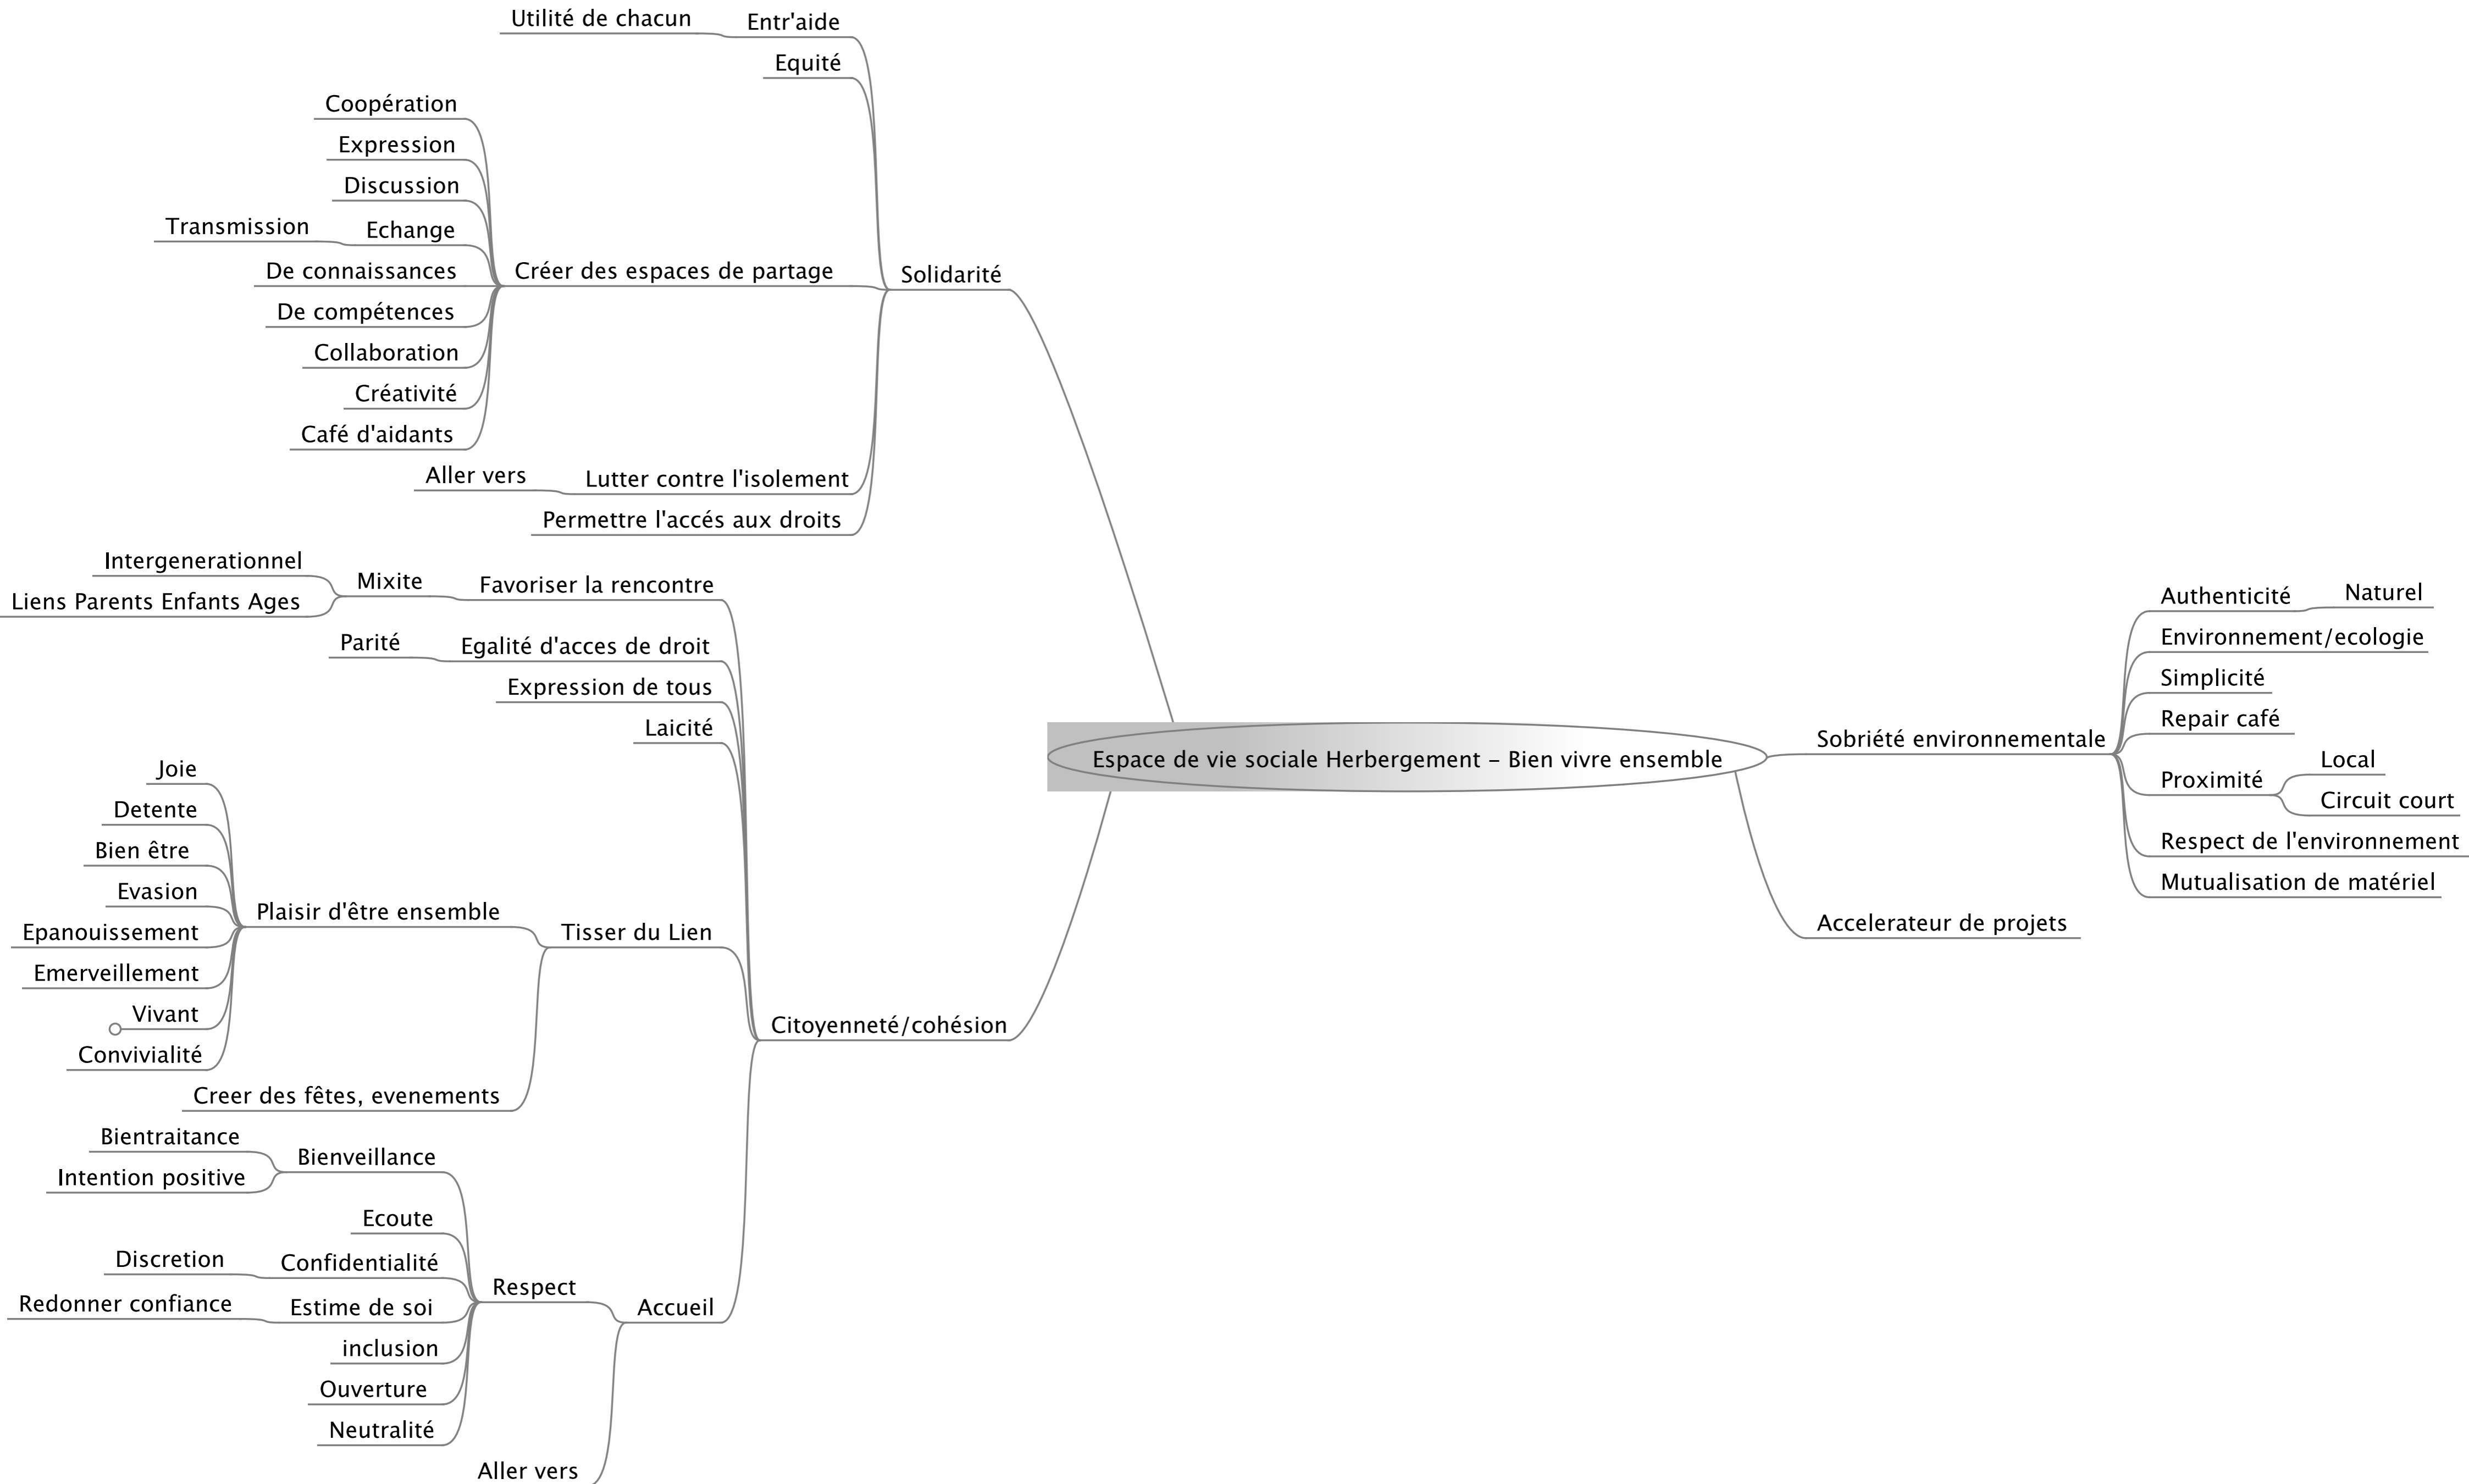 Utilité de chacun
Entr'aide
Equité
Coopération
Expression
Discussion
Transmission
Echange
De connaissances
De compétences
Collaboration
Créativité
Café d'aidants
Créer des espaces de partage
Solidarité
Aller vers
Lutter contre l'isolement
Permettre l'accés aux droits
Intergenerationnel
Liens Parents Enfants Ages
Mixite
Favoriser la rencontre
Parité
Egalité d'acces de droit
Expression de tous
Laicité
Joie
Detente
Bien être
Evasion
Epanouissement
Emerveillement
Vivant
Convivialité
Plaisir d'être ensemble
Tisser du Lien
Creer des fêtes, evenements
Citoyenneté/cohésion
Bientraitance
Intention positive
Bienveillance
Ecoute
Discretion
Confidentialité
Redonner confiance
Estime de soi
inclusion
Ouverture
Neutralité
Respect
Accueil
Aller vers
Espace de vie sociale Herbergement – Bien vivre ensemble
Sobriété environnementale
Authenticité
Naturel
Environnement/ecologie
Simplicité
Repair café
Proximité
Local
Circuit court
Respect de l'environnement
Mutualisation de matériel
Accelerateur de projets